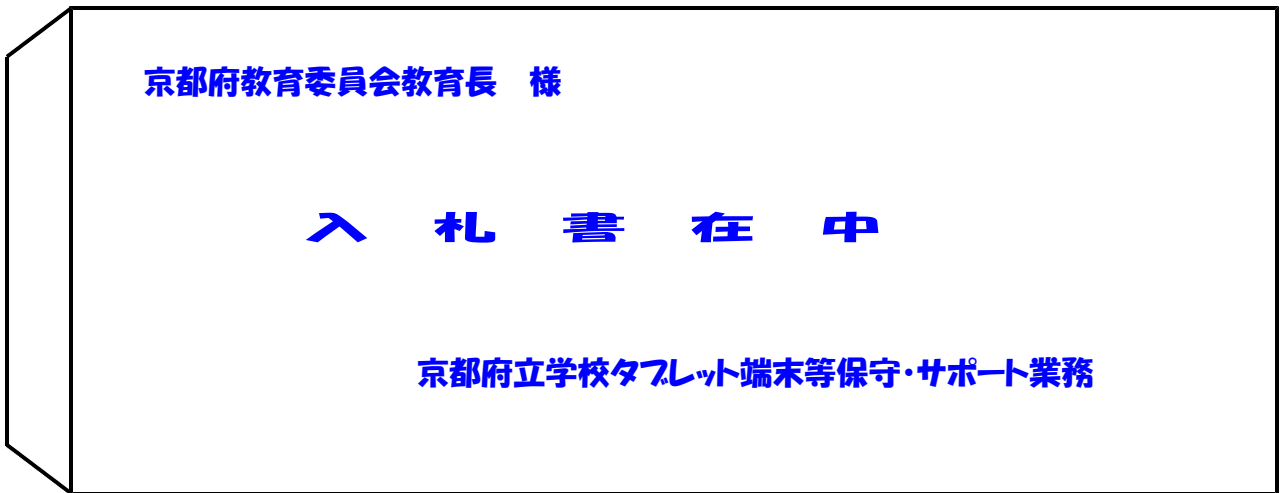 京都府教育委員会教育長　様
入　札　書　在　中
京都府立学校タブレット端末等保守・サポート業務